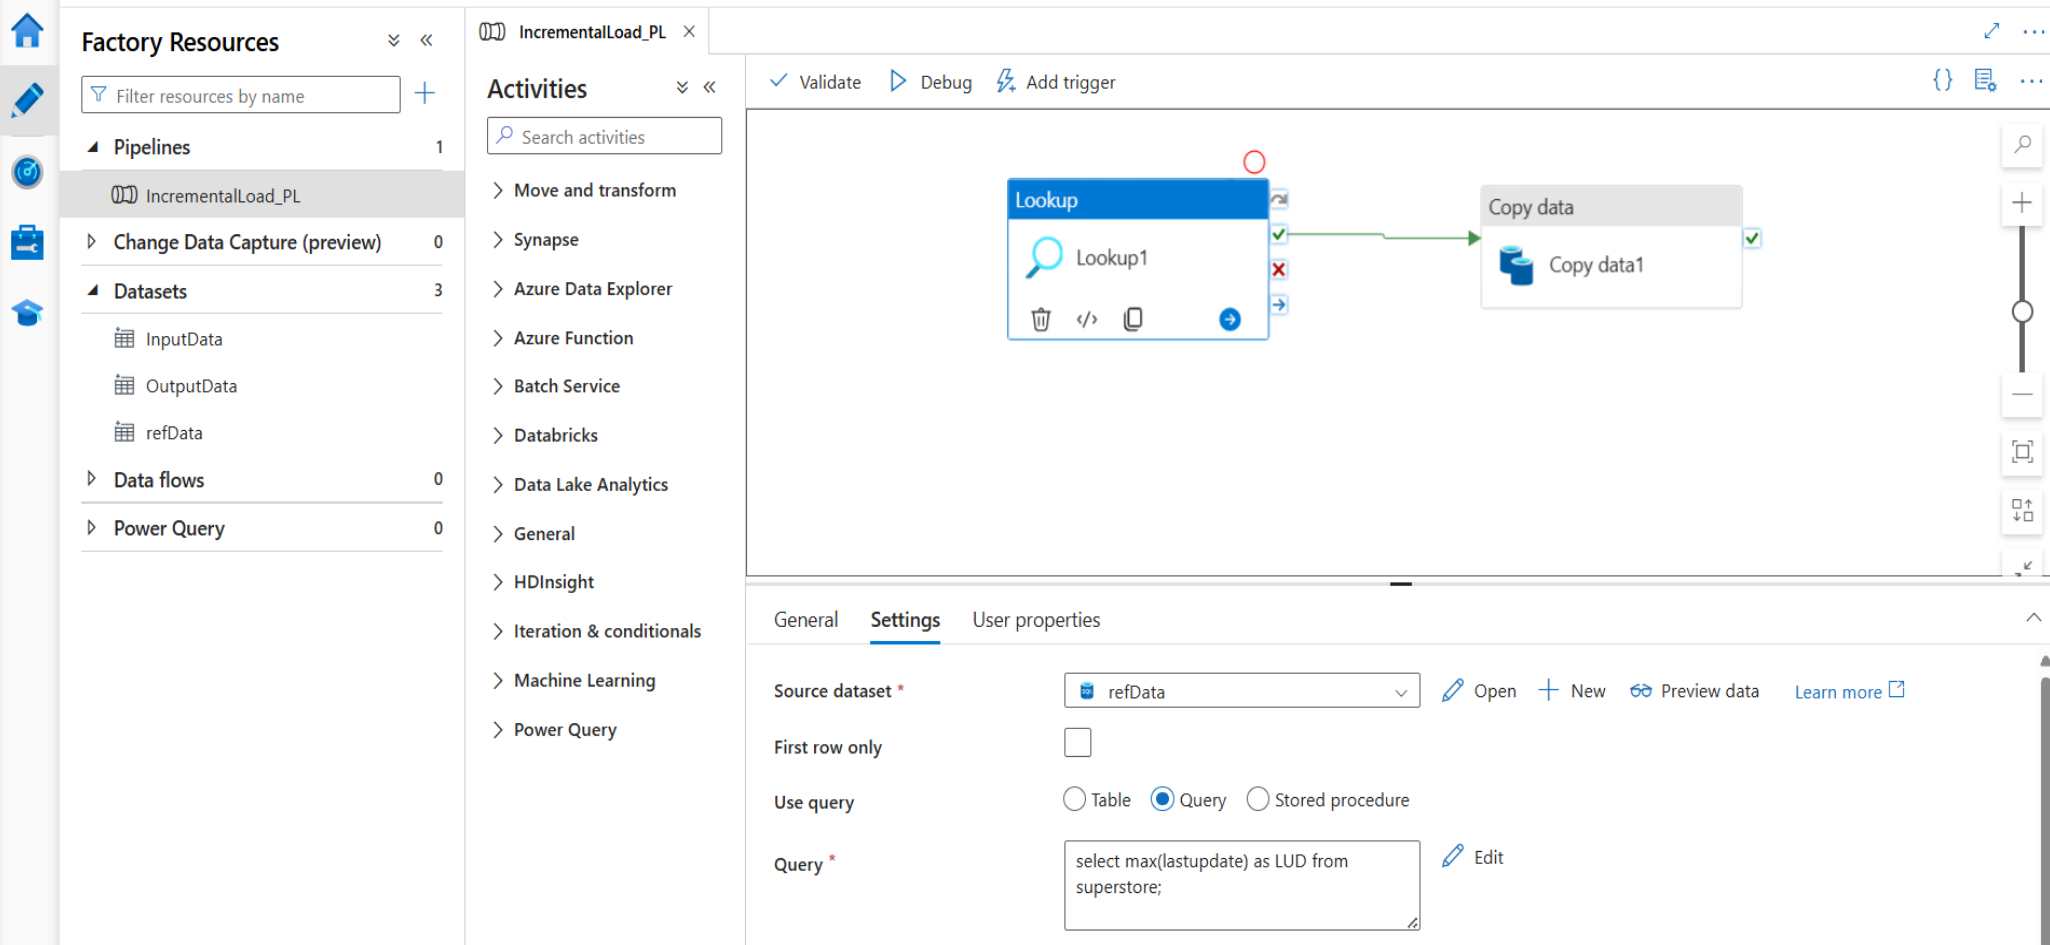 Factory Resources
Filter resources by name
Pipelines 1
IncrementalLoad_PL
Change Data Capture (preview) 0
Datasets 3
InputData
OutputData
refData
Data flows 0
Power Query 0
IncrementalLoad_PL
Activities
Search activities
Move and transform
Synapse
Azure Data Explorer
Azure Function
Batch Service
Databricks
Data Lake Analytics
General
HDInsight
Iteration & conditionals
Machine Learning
Power Query
Validate Debug Add trigger
Lookup
Lookup1
Copy data
Copy data1
General Settings User properties
Source dataset * refData Open New Preview data Learn more
First row only
Use query Table Query Stored procedure
Query * select max(lastupdate) as LUD from
superstore;
Edit